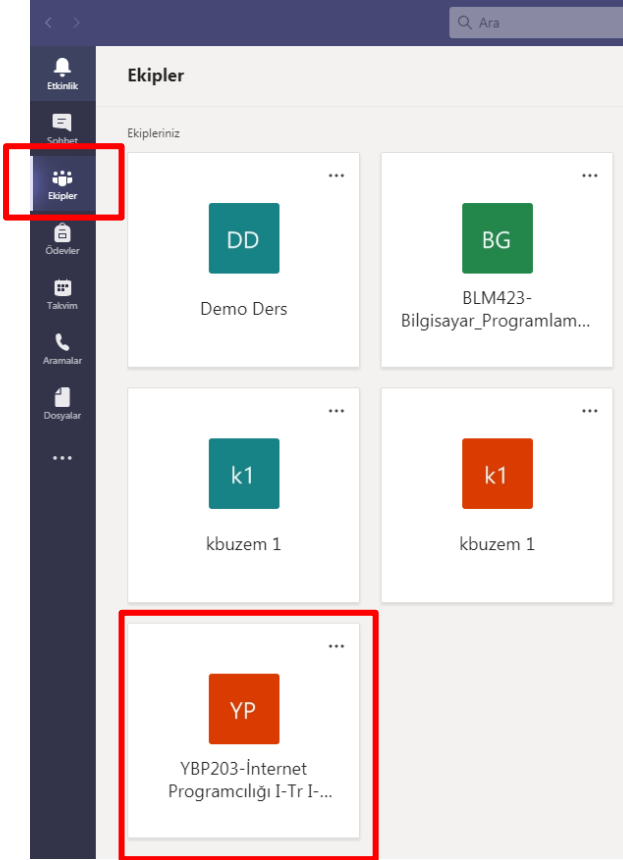 Ara
Etkinlik
Sohbet
Ekipler
Ödevler
Takvim
Aramalar
Dosyalar
Ekipler
Ekipleriniz
DD
Demo Ders
BG
BLM423-
Bilgisayar_Programlam...
k1
kbuzem 1
k1
kbuzem 1
YP
YBP203-İnternet
Programcılığı I-Tr I-...